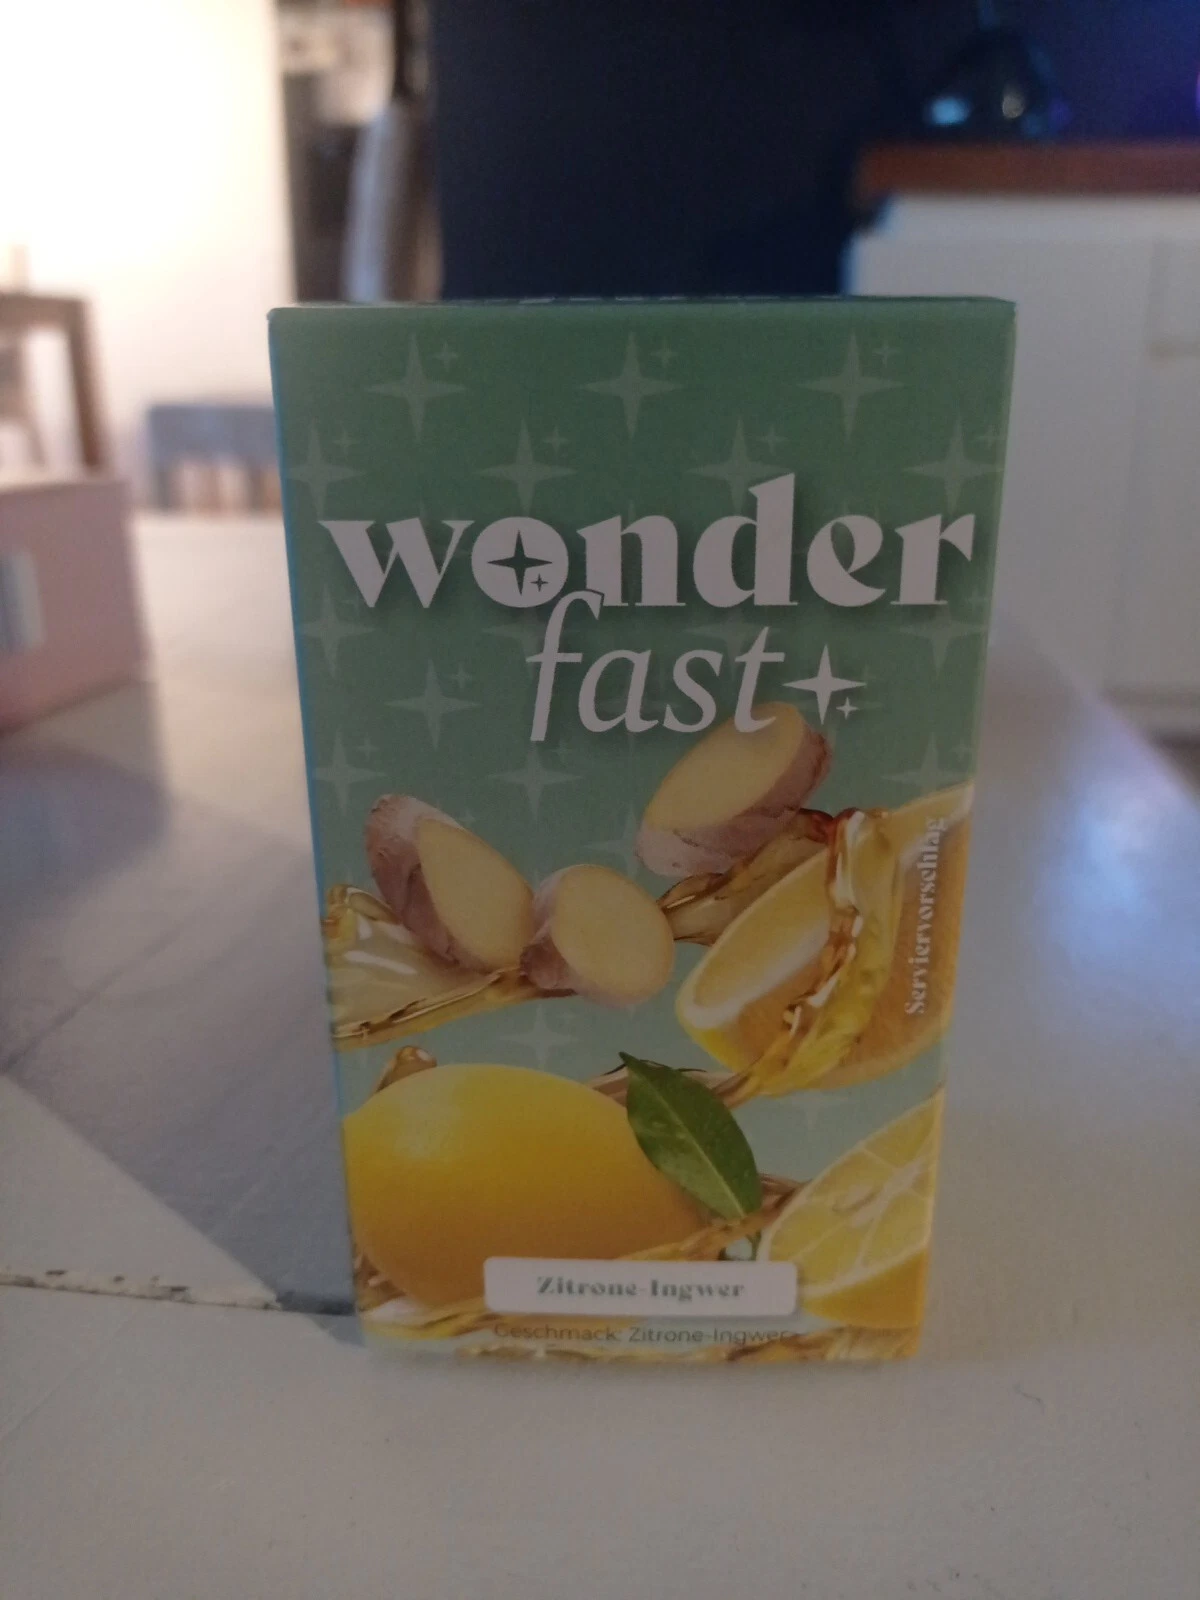 wonder
fast
Serviervorschlag
Zitrone-Ingwer
Geschmack: Zitrone-Ingwer